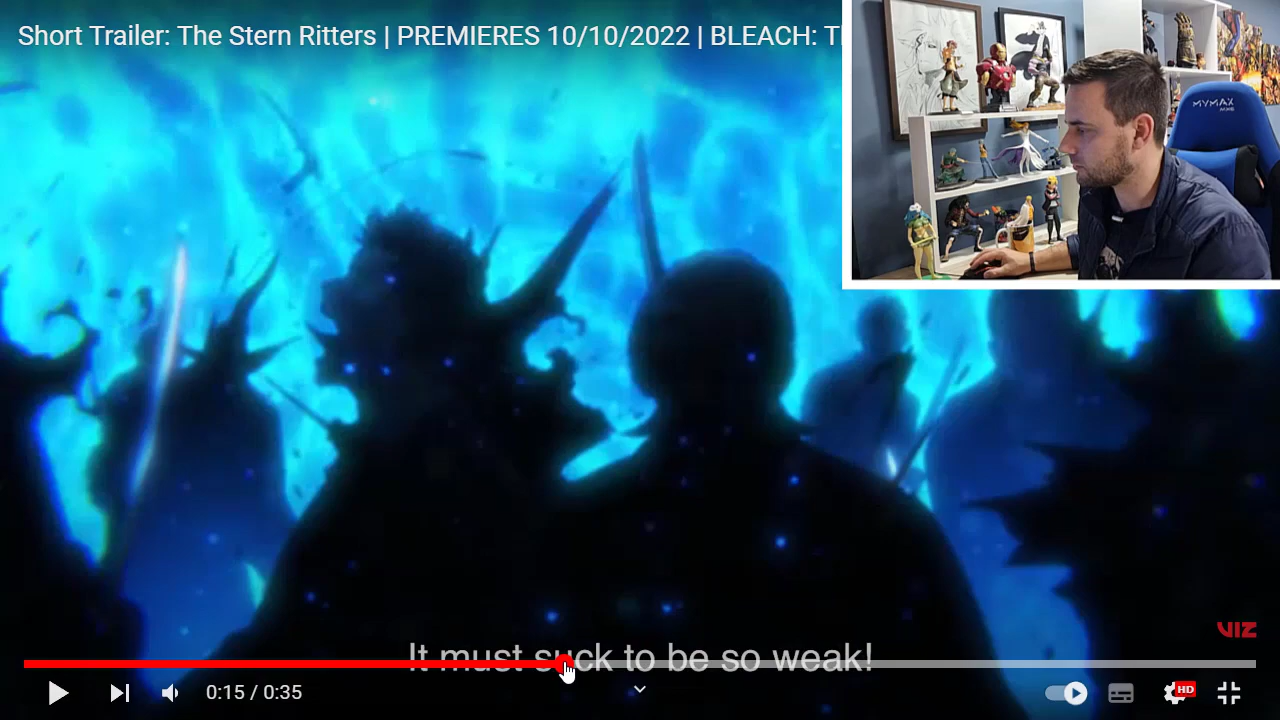 Short Trailer: The Stern Ritters | PREMIERES 10/10/2022 | BLEACH:
MYMAX
VIZ
It must suck to be so weak!
0:15 / 0:35
HD